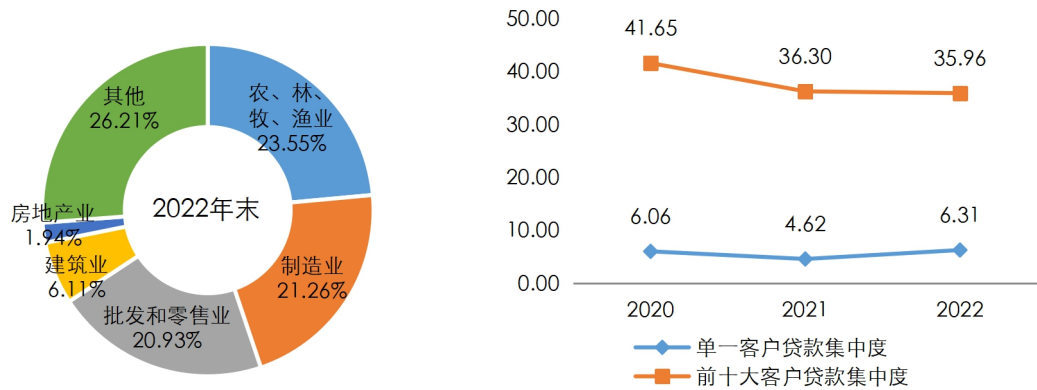 农、林、
牧、渔业
23.55%
制造业
21.26%
批发和零售业
20.93%
建筑业
6.11%
房地产业
1.94%
其他
26.21%
2022年末
50.00
40.00
30.00
20.00
10.00
0.00
41.65
36.30
35.96
6.06
4.62
6.31
2020
2021
2022
单一客户贷款集中度
前十大客户贷款集中度